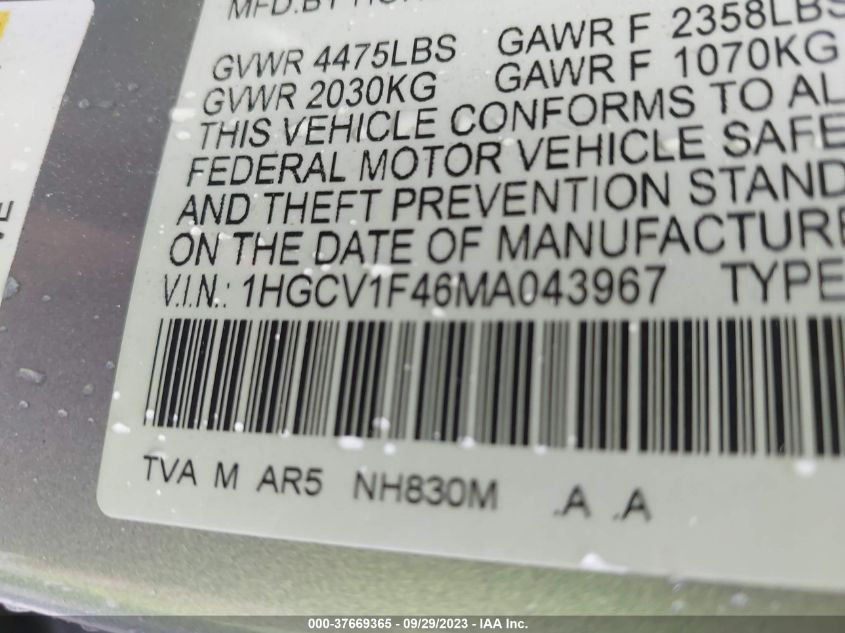 MFD.BY
GVWR 4475LBS GAWR F 2358LBS
GVWR 2030KG GAWR F 1070KG
THIS VEHICLE CONFORMS TO AL
FEDERAL MOTOR VEHICLE SAFE
AND THEFT PREVENTION STAND
ON THE DATE OF MANUFACTURE
V.I.N.: 1HGCV1F46MA043967 TYPE
TVA M AR5 NH830M .A .A
000-37669365 - 09/29/2023 - IAA Inc.